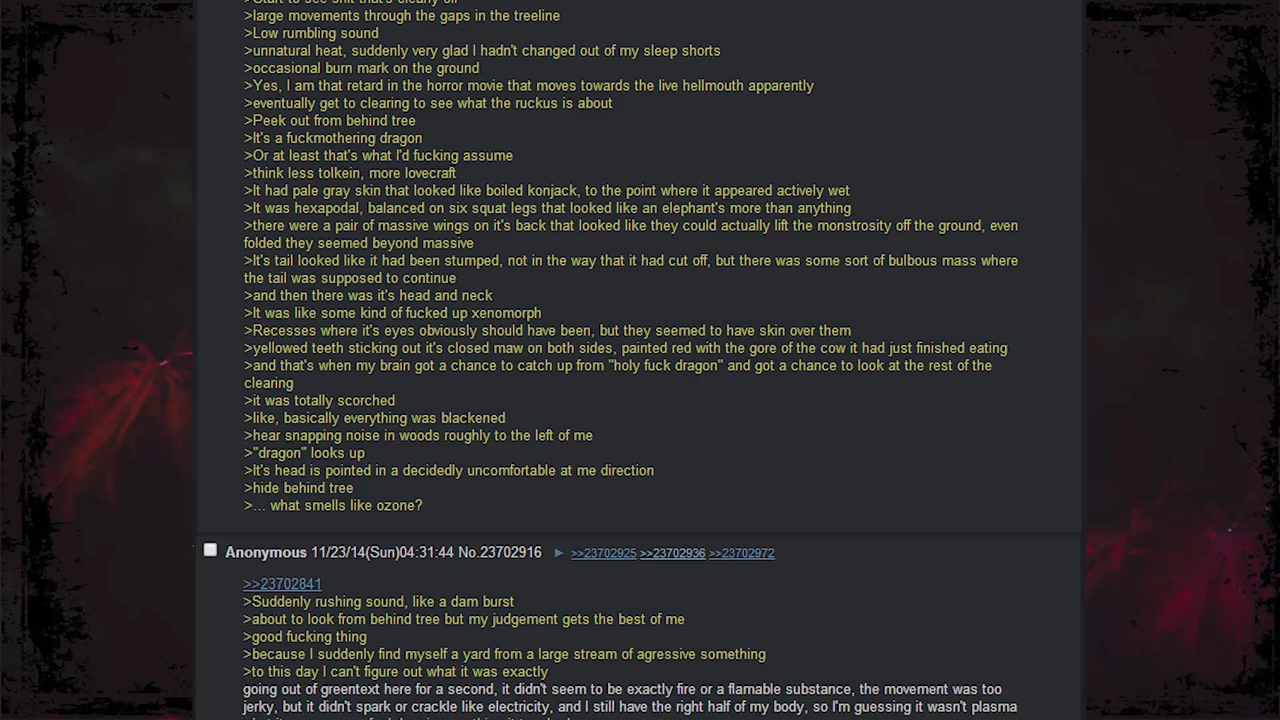 >Start to see shit that's clearly off
>large movements through the gaps in the treeline
>Low rumbling sound
>unnatural heat, suddenly very glad I hadn't changed out of my sleep shorts
>occasional burn mark on the ground
>Yes, I am that retard in the horror movie that moves towards the live hellmouth apparently
>eventually get to clearing to see what the ruckus is about
>Peek out from behind tree
>It's a fuckmothering dragon
>Or at least that's what I'd fucking assume
>think less tolkein, more lovecraft
>It had pale gray skin that looked like boiled konjack, to the point where it appeared actively wet
>It was hexapodal, balanced on six squat legs that looked like an elephant's more than anything
>there were a pair of massive wings on it's back that looked like they could actually lift the monstrosity off the ground, even
folded they seemed beyond massive
>It's tail looked like it had been stumped, not in the way that it had cut off, but there was some sort of bulbous mass where
the tail was supposed to continue
>and then there was it's head and neck
>It was like some kind of fucked up xenomorph
>Recesses where it's eyes obviously should have been, but they seemed to have skin over them
>yellowed teeth sticking out it's closed maw on both sides, painted red with the gore of the cow it had just finished eating
>and that's when my brain got a chance to catch up from "holy fuck dragon" and got a chance to look at the rest of the
clearing
>it was totally scorched
>like, basically everything was blackened
>hear snapping noise in woods roughly to the left of me
>"dragon" looks up
>It's head is pointed in a decidedly uncomfortable at me direction
>hide behind tree
>... what smells like ozone?
Anonymous 11/23/14(Sun)04:31:44 No.23702916 ► >>23702925 >>23702936 >>23702972
>>23702841
>Suddenly rushing sound, like a dam burst
>about to look from behind tree but my judgement gets the best of me
>good fucking thing
>because I suddenly find myself a yard from a large stream of agressive something
>to this day I can't figure out what it was exactly
going out of greentext here for a second, it didn't seem to be exactly fire or a flamable substance, the movement was too
jerky, but it didn't spark or crackle like electricity, and I still have the right half of my body, so I'm guessing it wasn't plasma